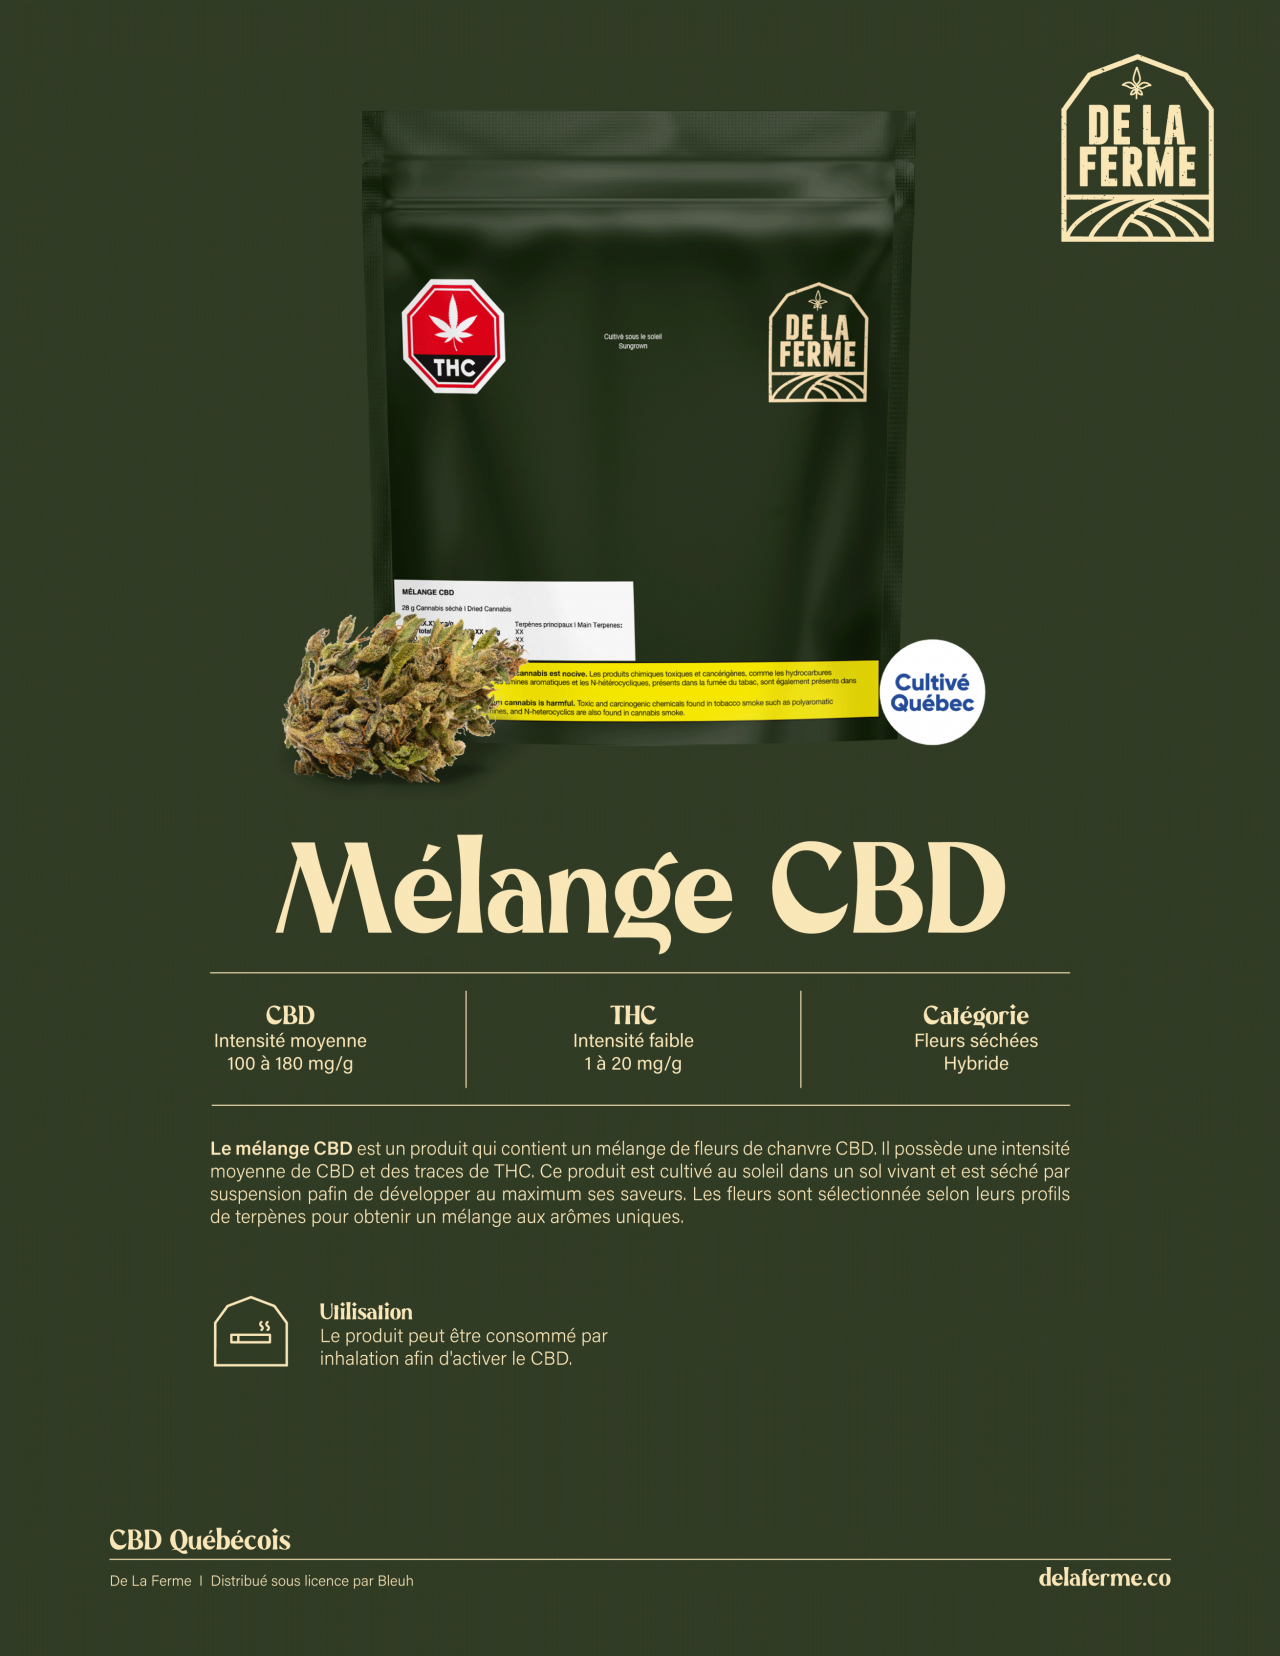 DE LA
FERME
THC
Cultivé sous le soleil
Sungrown
DE LA
FERME
MÉLANGE CBD
28 g Cannabis séché | Dried Cannabis
Terpènes principaux | Main Terpenes:
XX
XX
cannabis est nocive. Les produits chimiques toxiques et cancérigènes, comme les hydrocarbures
amines aromatiques et les N-hétérocycliques, présents dans la fumée du tabac, sont également présents dans
cannabis is harmful. Toxic and carcinogenic chemicals found in tobacco smoke such as polyaromatic
and N-heterocyclics are also found in cannabis smoke.
Cultivé
Québec
Mélange CBD
CBD
Intensité moyenne
100 à 180 mg/g
THC
Intensité faible
1 à 20 mg/g
Catégorie
Fleurs séchées
Hybride
Le mélange CBD est un produit qui contient un mélange de fleurs de chanvre CBD. Il possède une intensité
moyenne de CBD et des traces de THC. Ce produit est cultivé au soleil dans un sol vivant et est séché par
suspension pafin de développer au maximum ses saveurs. Les fleurs sont sélectionnée selon leurs profils
de terpènes pour obtenir un mélange aux arômes uniques.
Utilisation
Le produit peut être consommé par
inhalation afin d'activer le CBD.
CBD Québécois
De La Ferme | Distribué sous licence par Bleuh
delaferme.co